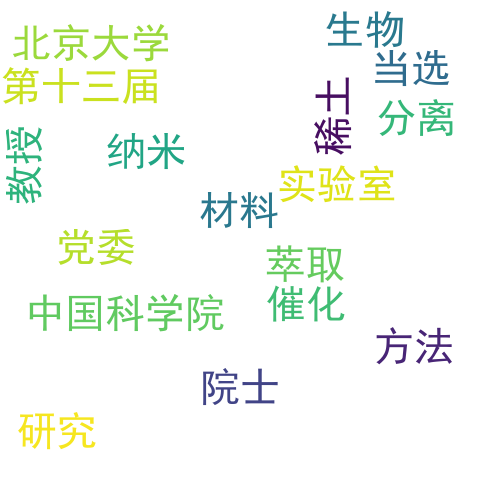 生物
北京大学
当选
第十三届
稀土
分离
教授
纳米
实验室
材料
党委
萃取
催化
中国科学院
方法
院士
研究